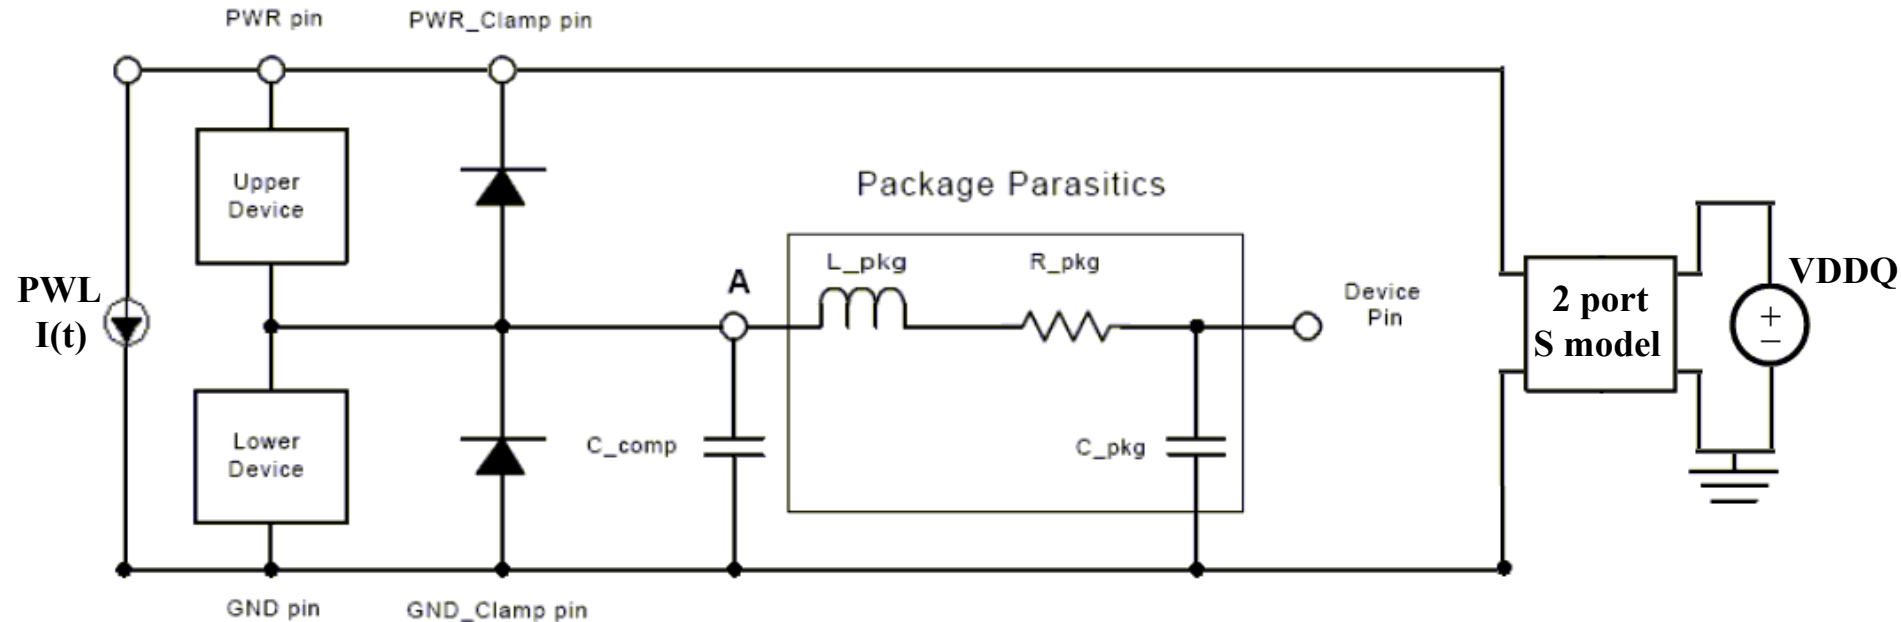 PWR pin
PWR_Clamp pin
Upper
Device
Package Parasitics
L_pkg
R_pkg
A
Device
Pin
PWL
I(t)
VDDQ
2 port
S model
+
−
Lower
Device
C_comp
C_pkg
GND pin
GND_Clamp pin